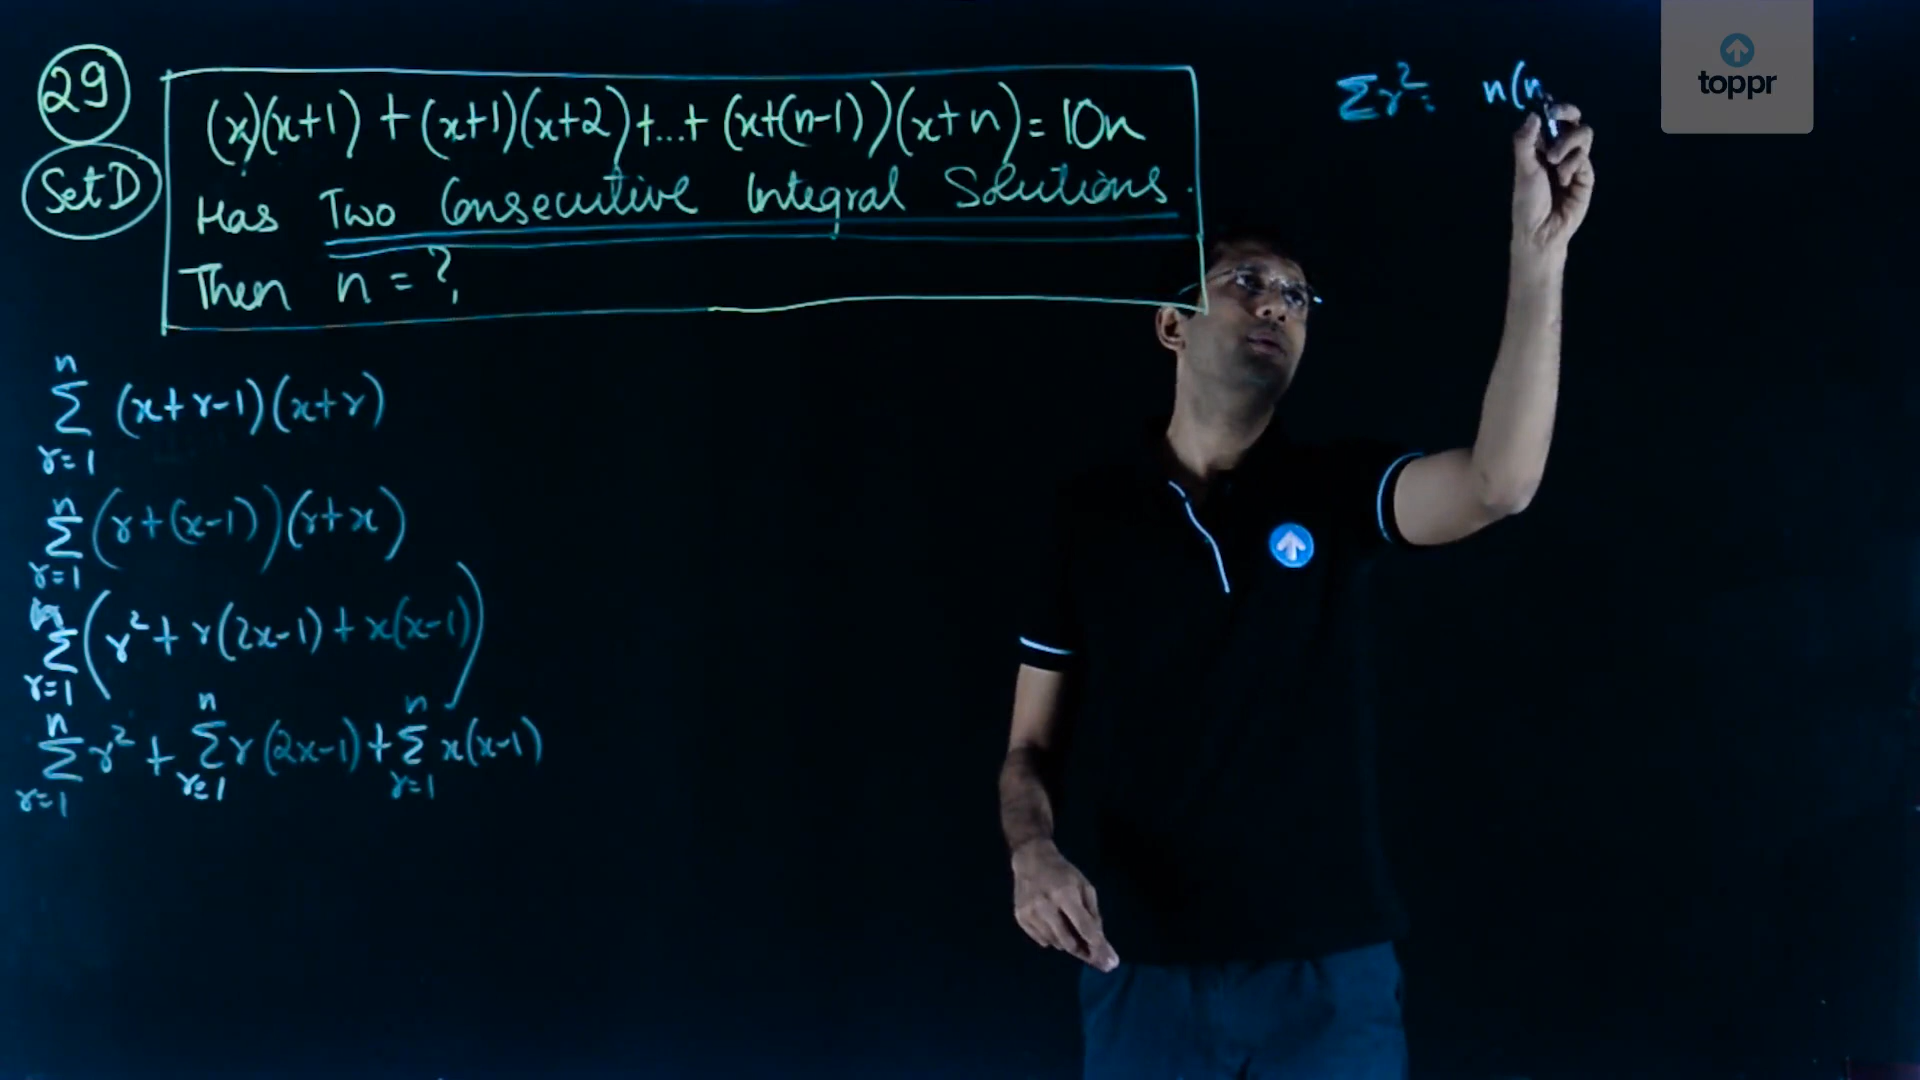 29
Set D
(x)(x+1) + (x+1)(x+2)+...+ (x+(n-1))(x+n) = 10n
Has Two Consecutive Integral Solutions.
Then n = ?,
n
Σ (x+r-1)(x+r)
r=1
n
Σ (r+(x-1))(r+x)
r=1
n
Σ (r²+ r(2x-1) + x(x-1))
r=1
n n n
Σ r² + Σ r (2x-1) + Σ x(x-1)
r=1 r=1 r=1
Σr² = n(n
toppr